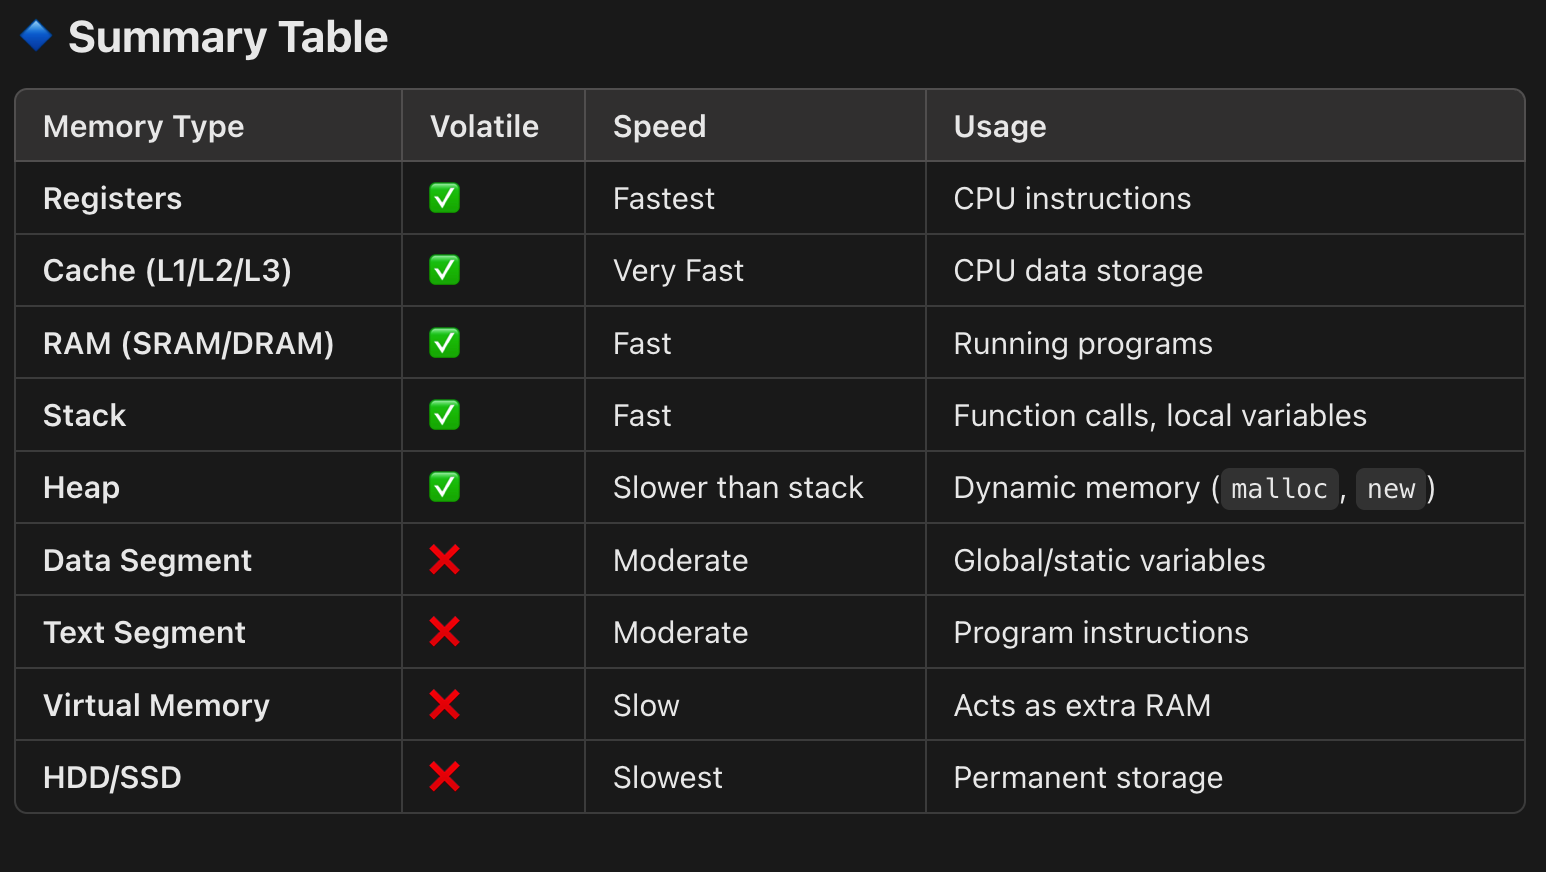 Summary Table
Memory Type Volatile Speed Usage
Registers ✅ Fastest CPU instructions
Cache (L1/L2/L3) ✅ Very Fast CPU data storage
RAM (SRAM/DRAM) ✅ Fast Running programs
Stack ✅ Fast Function calls, local variables
Heap ✅ Slower than stack Dynamic memory (malloc, new)
Data Segment ❌ Moderate Global/static variables
Text Segment ❌ Moderate Program instructions
Virtual Memory ❌ Slow Acts as extra RAM
HDD/SSD ❌ Slowest Permanent storage